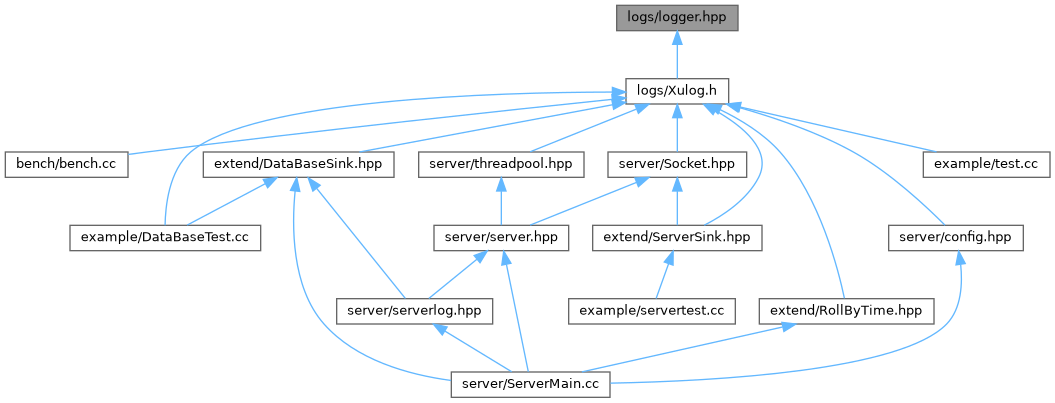 logs/logger.hpp
logs/Xulog.h
bench/bench.cc
extend/DataBaseSink.hpp
server/threadpool.hpp
server/Socket.hpp
example/test.cc
example/DataBaseTest.cc
server/server.hpp
extend/ServerSink.hpp
server/config.hpp
server/serverlog.hpp
example/servertest.cc
extend/RollByTime.hpp
server/ServerMain.cc